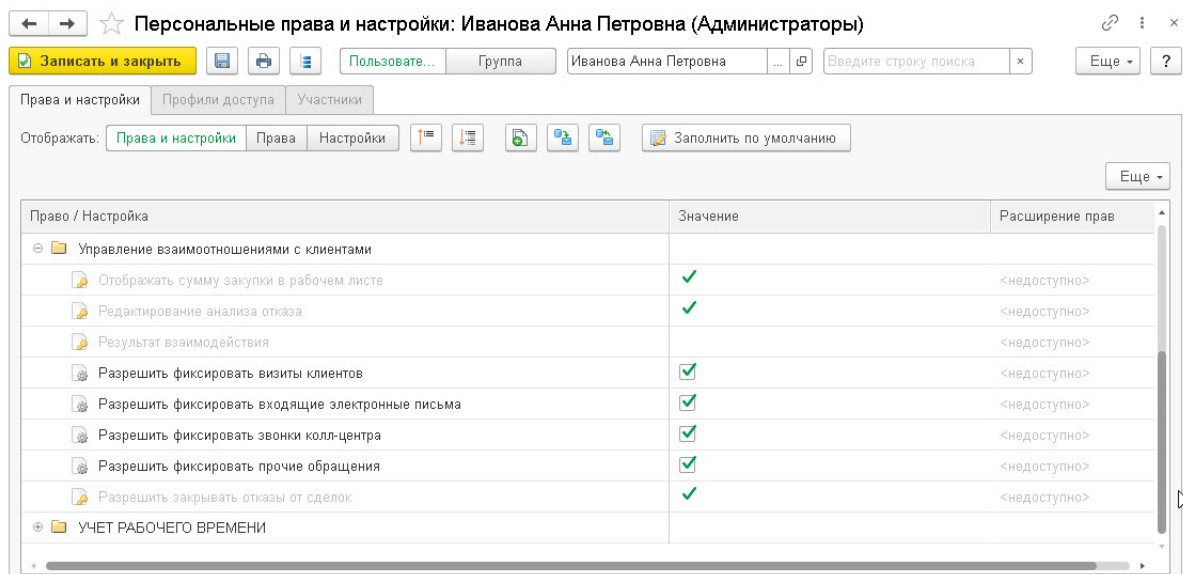 Персональные права и настройки: Иванова Анна Петровна (Администраторы)
Записать и закрыть Пользовате... Группа Иванова Анна Петровна ... Введите строку поиска × Еще ?
Права и настройки Профили доступа Участники
Отображать: Права и настройки Права Настройки Заполнить по умолчанию
Еще
Право / Настройка Значение Расширение прав
Управление взаимоотношениями с клиентами
Отображать сумму закупки в рабочем листе <недоступно>
Редактирование анализа отказа <недоступно>
Результат взаимодействия <недоступно>
Разрешить фиксировать визиты клиентов <недоступно>
Разрешить фиксировать входящие электронные письма <недоступно>
Разрешить фиксировать звонки колл-центра <недоступно>
Разрешить фиксировать прочие обращения <недоступно>
Разрешить закрывать отказы от сделок <недоступно>
УЧЕТ РАБОЧЕГО ВРЕМЕНИ